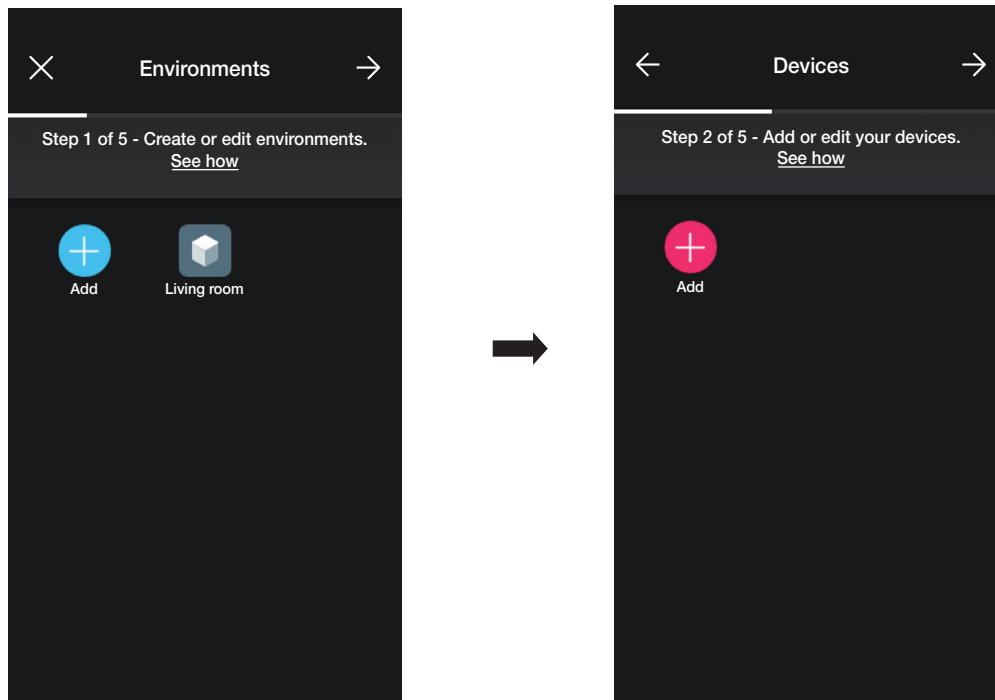 Environments
Step 1 of 5 - Create or edit environments.
See how
Add
Living room
Devices
Step 2 of 5 - Add or edit your devices.
See how
Add